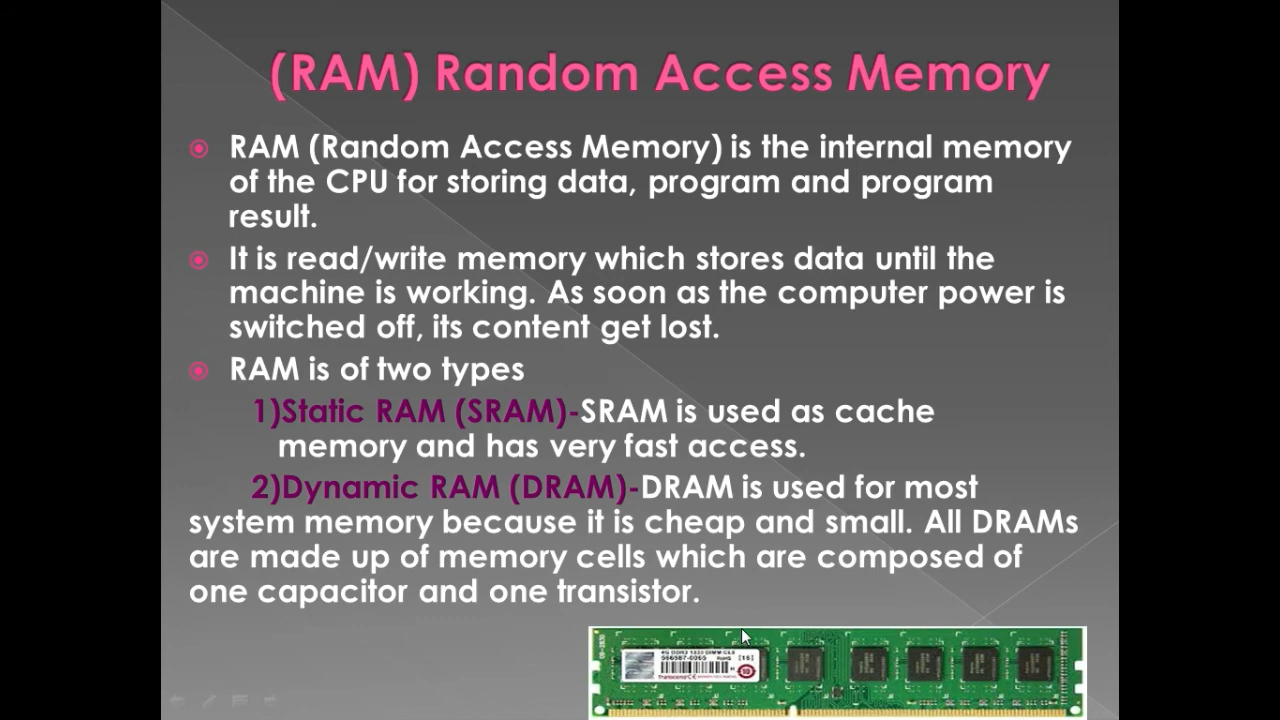 (RAM) Random Access Memory
RAM (Random Access Memory) is the internal memory
of the CPU for storing data, program and program
result.
It is read/write memory which stores data until the
machine is working. As soon as the computer power is
switched off, its content get lost.
RAM is of two types
1)Static RAM (SRAM)-SRAM is used as cache
memory and has very fast access.
2)Dynamic RAM (DRAM)-DRAM is used for most
system memory because it is cheap and small. All DRAMs
are made up of memory cells which are composed of
one capacitor and one transistor.
Transcend